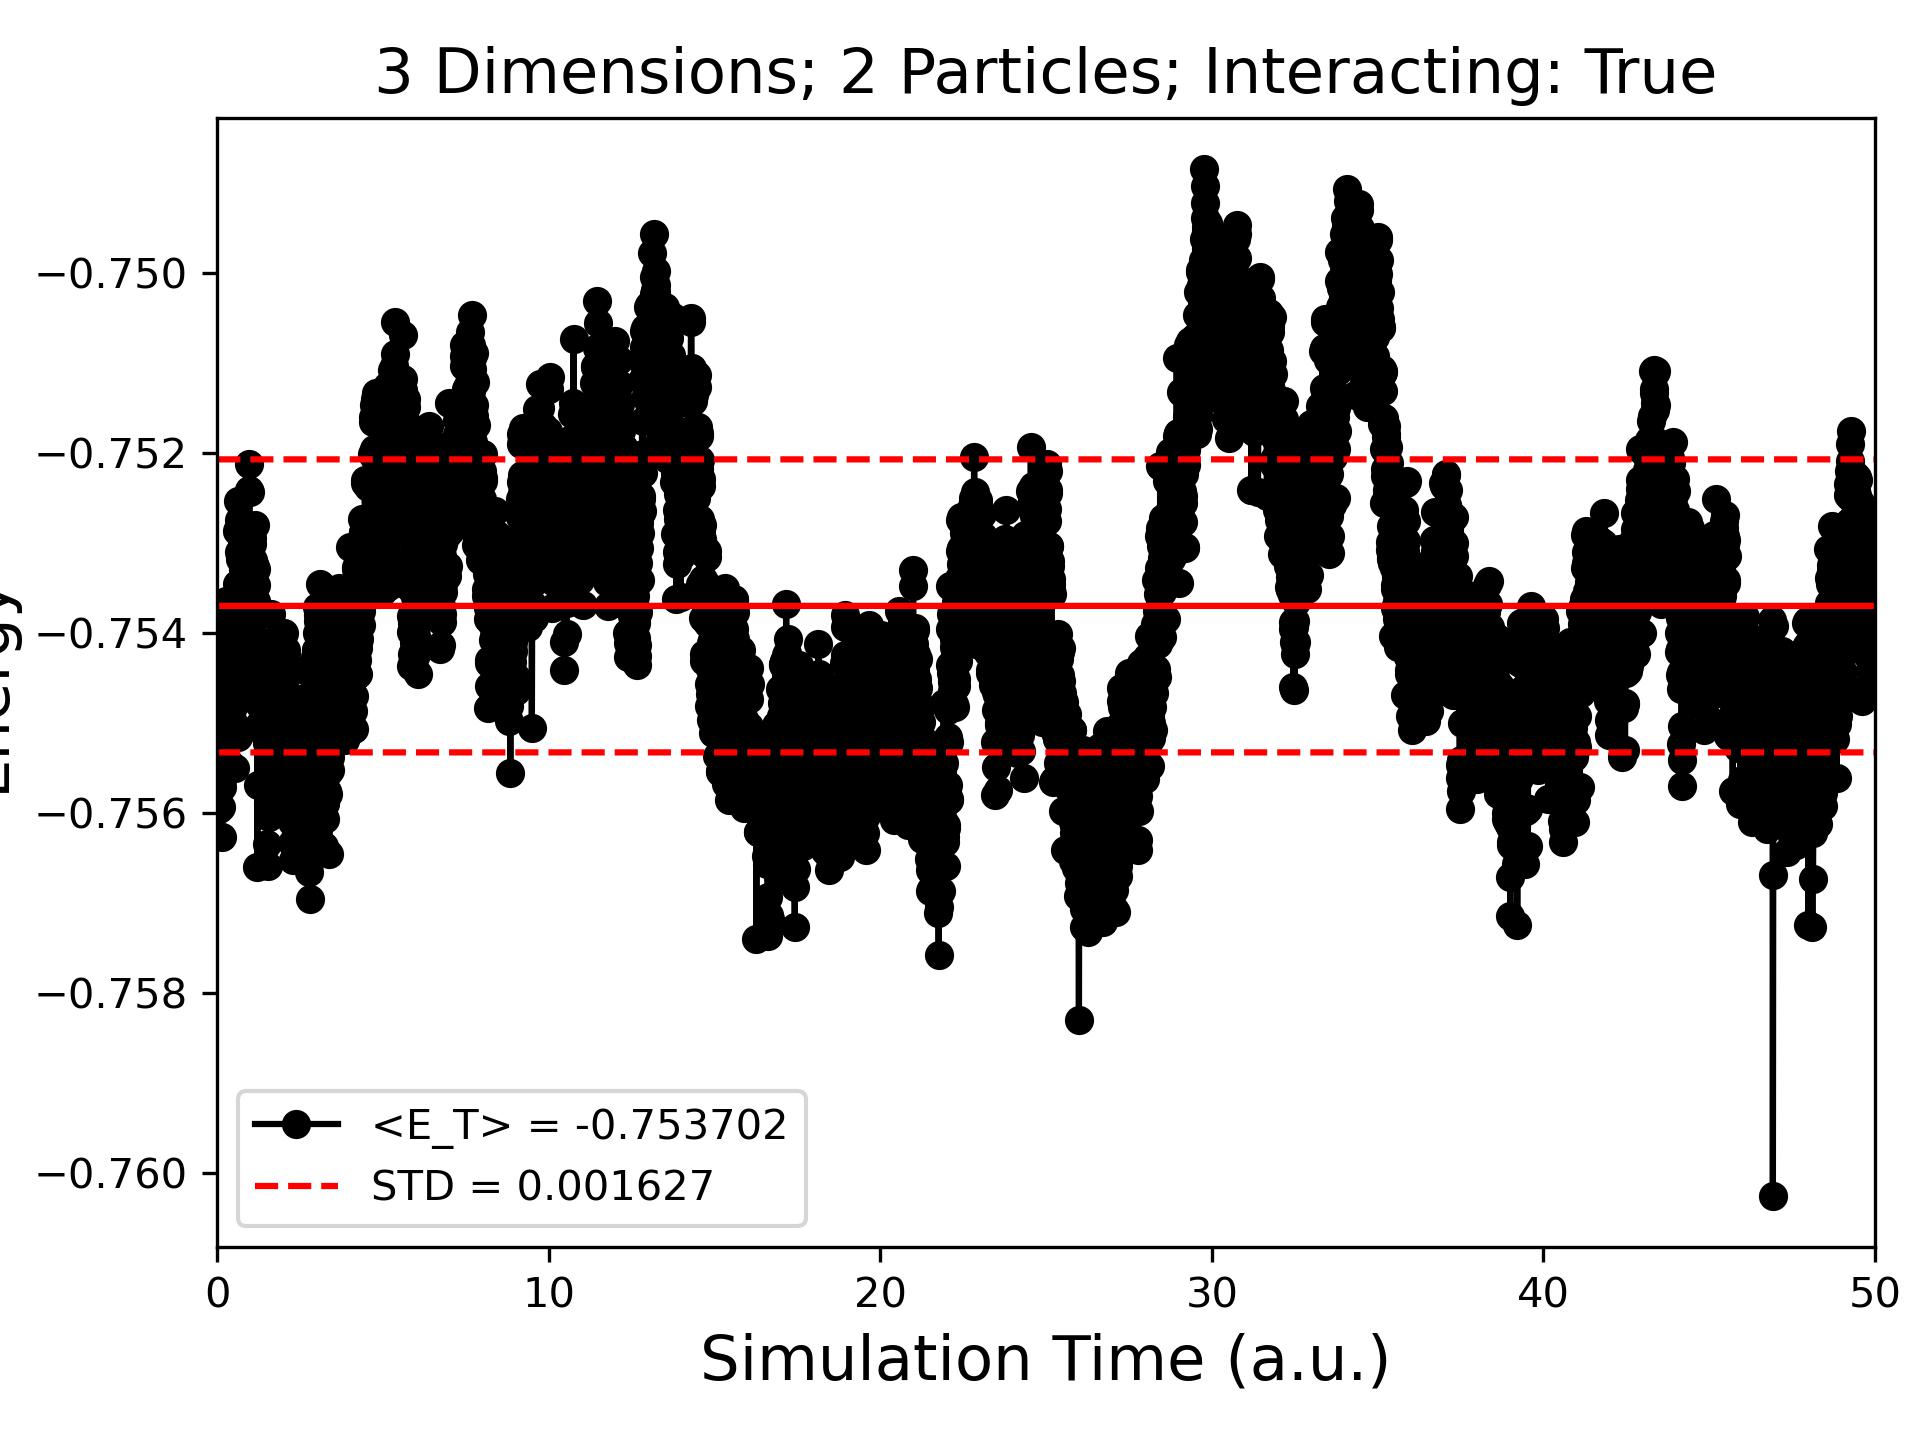 3 Dimensions; 2 Particles; Interacting: True
Energy
−0.750
−0.752
−0.754
−0.756
−0.758
−0.760
<E_T> = -0.753702
STD = 0.001627
0 10 20 30 40 50
Simulation Time (a.u.)